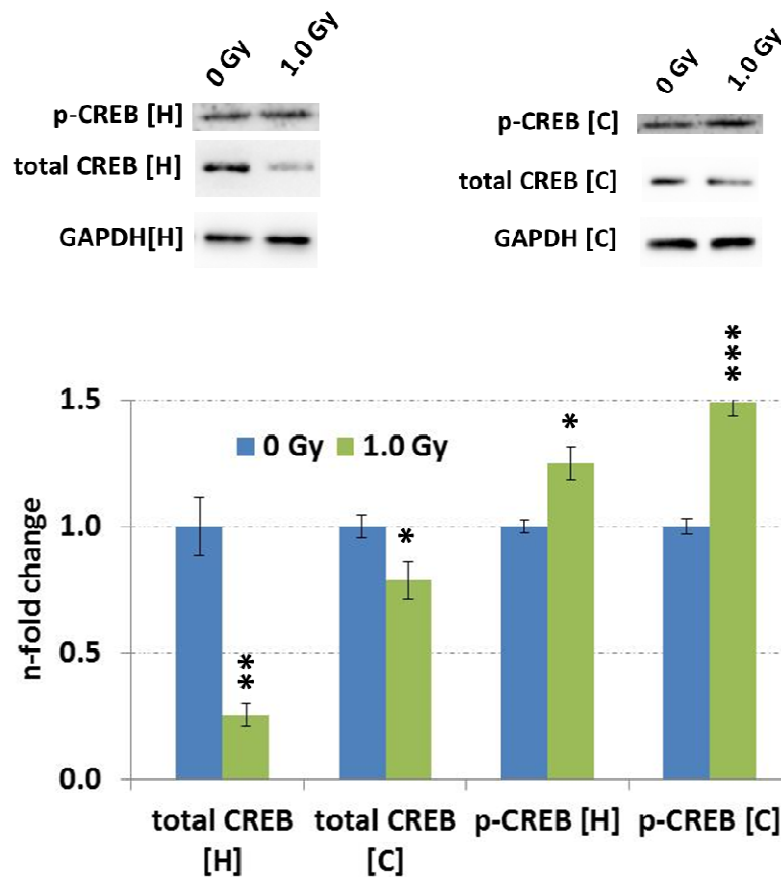 0 Gy 1.0 Gy
p-CREB [H]
total CREB [H]
GAPDH[H]
0 Gy 1.0 Gy
p-CREB [C]
total CREB [C]
GAPDH [C]
***
1.5
*
0 Gy 1.0 Gy
1.0
*
n-fold change
0.5
**
0.0
total CREB [H]
total CREB [C]
p-CREB [H]
p-CREB [C]